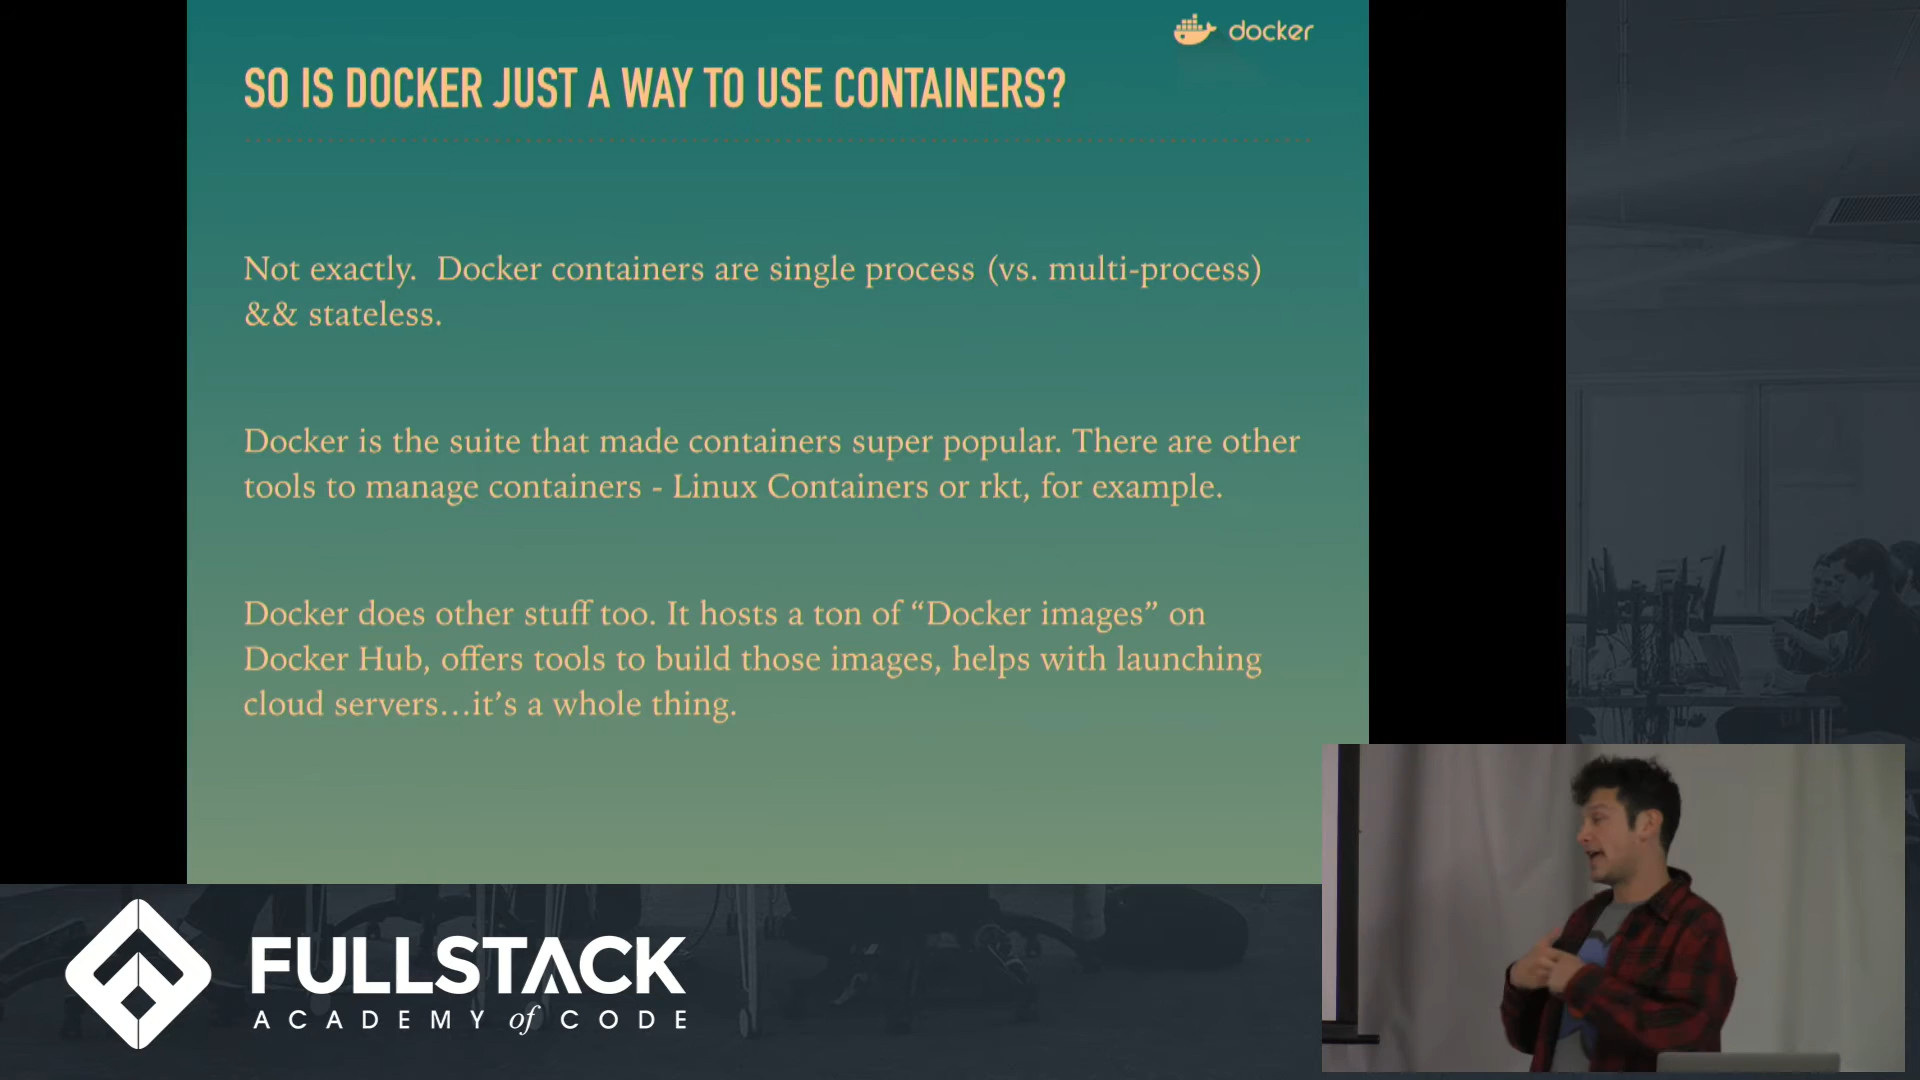 docker
SO IS DOCKER JUST A WAY TO USE CONTAINERS?
Not exactly.  Docker containers are single process (vs. multi-process)
&& stateless.
Docker is the suite that made containers super popular. There are other
tools to manage containers - Linux Containers or rkt, for example.
Docker does other stuff too. It hosts a ton of “Docker images” on
Docker Hub, offers tools to build those images, helps with launching
cloud servers…it’s a whole thing.
FULLSTACK
ACADEMY of CODE